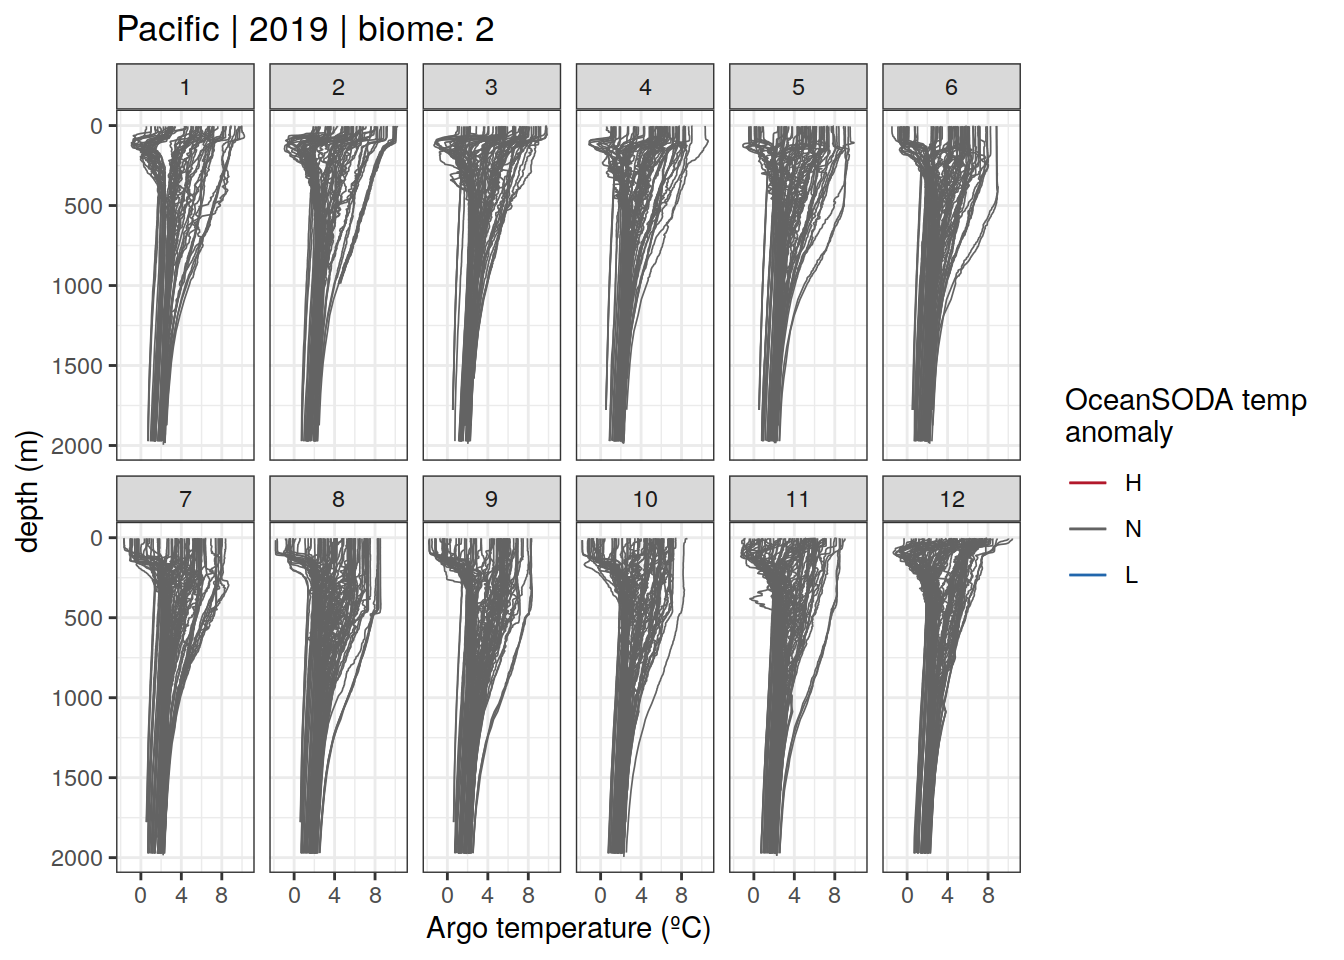 Pacific | 2019 | biome: 2
1 2 3 4 5 6
0
500
1000
1500
2000
7 8 9 10 11 12
0
500
1000
1500
2000
0 4 8 0 4 8 0 4 8 0 4 8 0 4 8 0 4 8
Argo temperature (ºC)
depth (m)
OceanSODA temp
anomaly
H
N
L